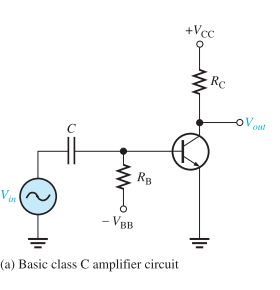 +V_CC
R_C
V_out
C
R_B
V_in
− V_BB
(a) Basic class C amplifier circuit